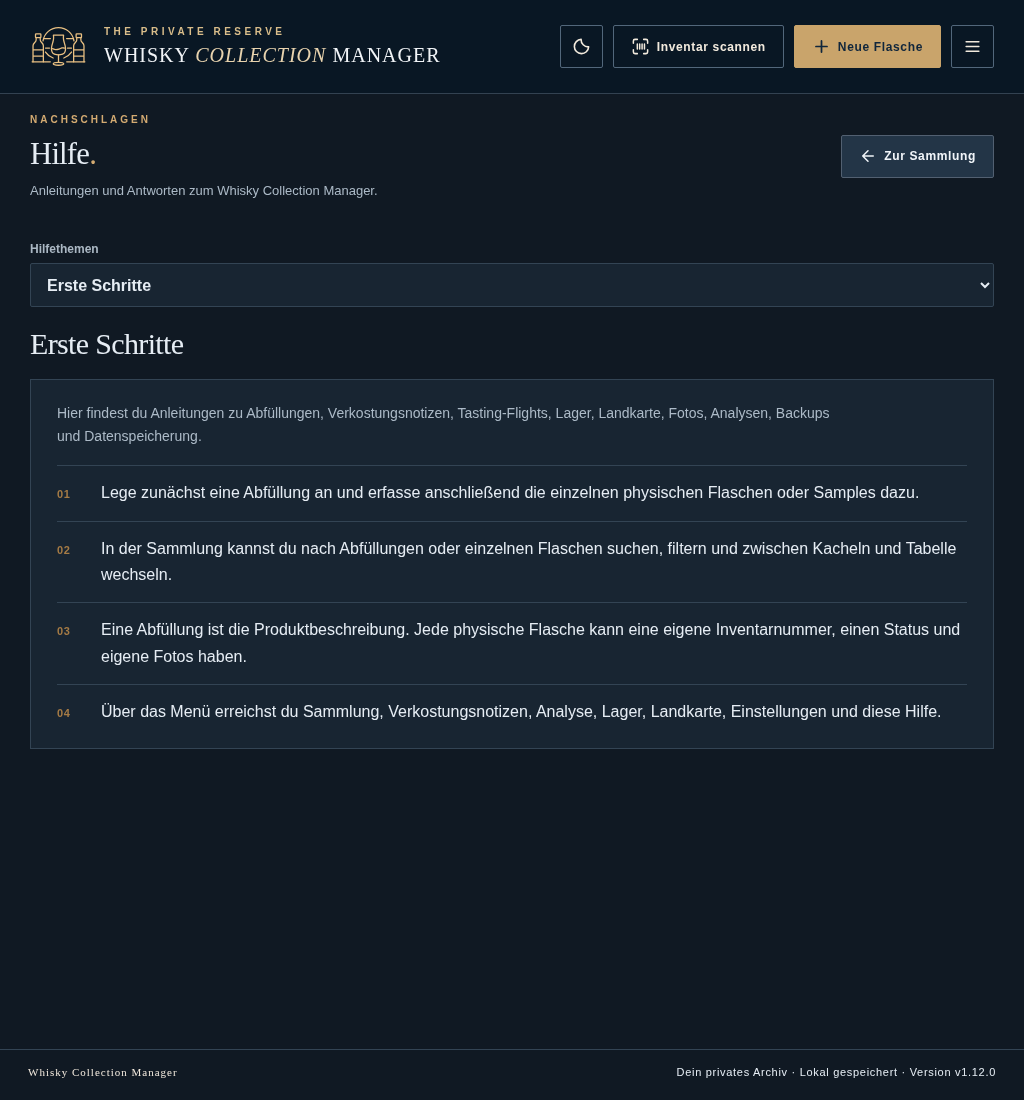 THE PRIVATE RESERVE
WHISKY COLLECTION MANAGER
Inventar scannen
Neue Flasche
NACHSCHLAGEN
Hilfe.
Zur Sammlung
Anleitungen und Antworten zum Whisky Collection Manager.
Hilfethemen
Erste Schritte
Erste Schritte
Hier findest du Anleitungen zu Abfüllungen, Verkostungsnotizen, Tasting-Flights, Lager, Landkarte, Fotos, Analysen, Backups
und Datenspeicherung.
01 Lege zunächst eine Abfüllung an und erfasse anschließend die einzelnen physischen Flaschen oder Samples dazu.
02 In der Sammlung kannst du nach Abfüllungen oder einzelnen Flaschen suchen, filtern und zwischen Kacheln und Tabelle
wechseln.
03 Eine Abfüllung ist die Produktbeschreibung. Jede physische Flasche kann eine eigene Inventarnummer, einen Status und
eigene Fotos haben.
04 Über das Menü erreichst du Sammlung, Verkostungsnotizen, Analyse, Lager, Landkarte, Einstellungen und diese Hilfe.
Whisky Collection Manager
Dein privates Archiv · Lokal gespeichert · Version v1.12.0